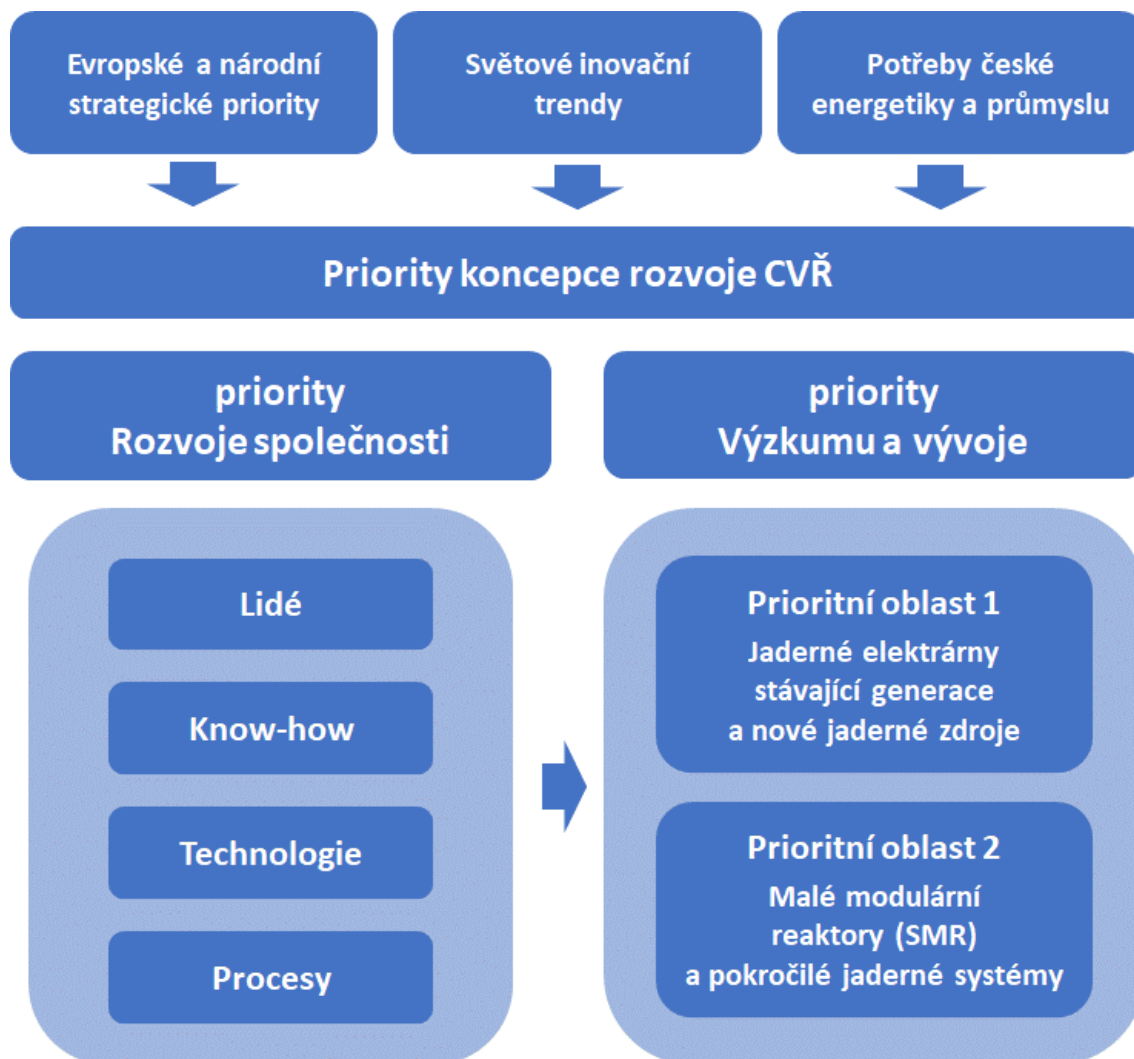 Evropské a národní
strategické priority
Světové inovační
trendy
Potřeby české
energetiky a průmyslu
Priority koncepce rozvoje CVŘ
priority
Rozvoje společnosti
priority
Výzkumu a vývoje
Lidé
Know-how
Technologie
Procesy
Prioritní oblast 1
Jaderné elektrárny
stávající generace
a nové jaderné zdroje
Prioritní oblast 2
Malé modulární
reaktory (SMR)
a pokročilé jaderné systémy